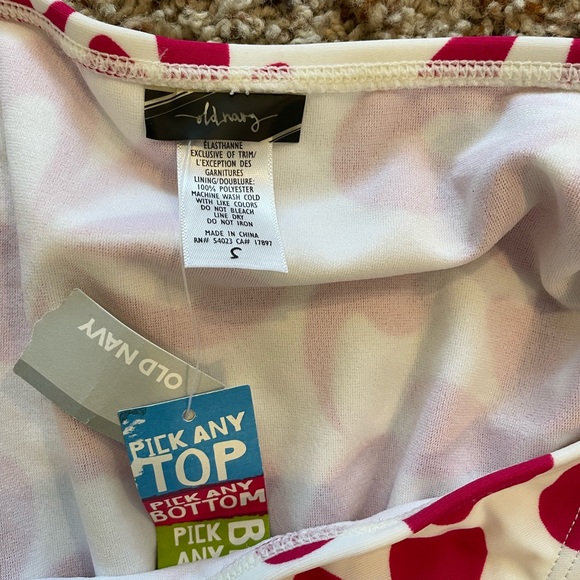 old navy
ÉLASTHANNE
EXCLUSIVE OF TRIM/
L'EXCEPTION DES
GARNITURES
LINING/DOUBLURE:
100% POLYESTER
MACHINE WASH COLD
WITH LIKE COLORS
DO NOT BLEACH
LINE DRY
DO NOT IRON
MADE IN CHINA
RN# 54023 CA# 17897
S
OLD NAVY
PICK ANY
TOP
PICK ANY
BOTTOM
PICK
ANY